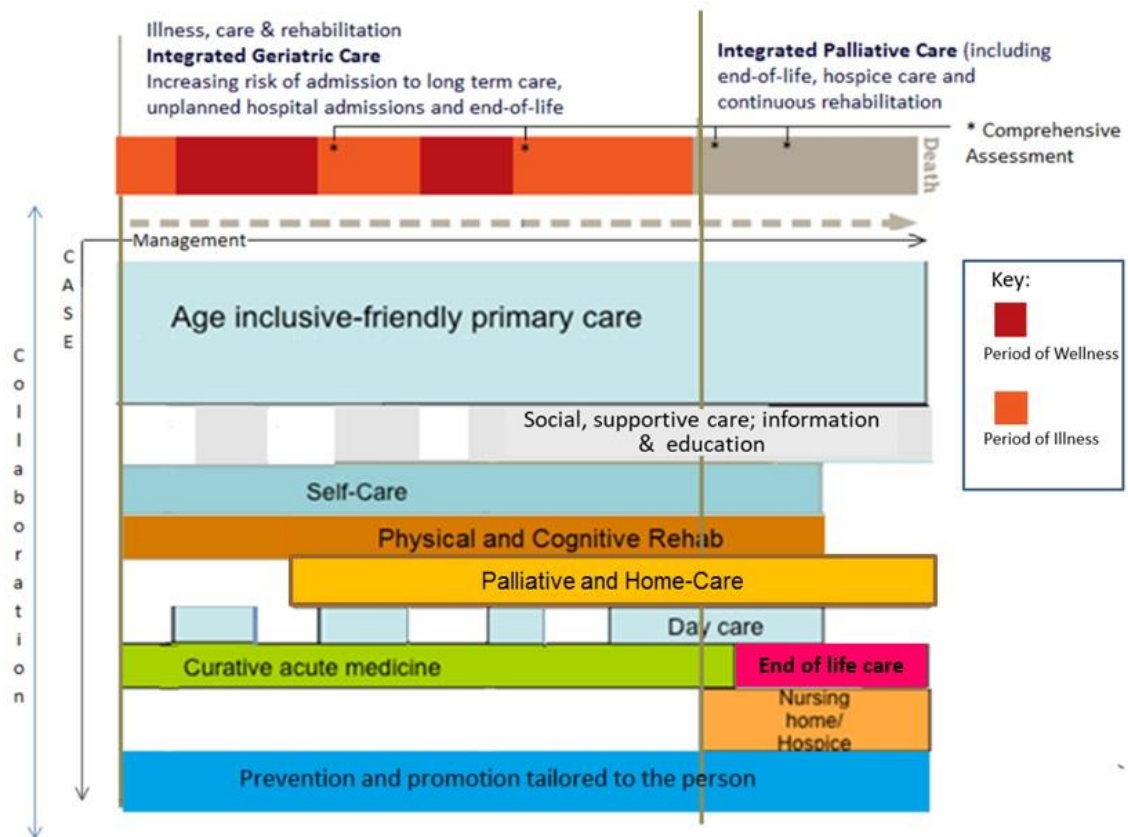 Illness, care & rehabilitation
Integrated Geriatric Care
Increasing risk of admission to long term care,
unplanned hospital admissions and end-of-life
Integrated Palliative Care (including
end-of-life, hospice care and
continuous rehabilitation
* Comprehensive
Assessment
* * * *
Death
Management
CASE
Collaborration
Age inclusive-friendly primary care
Key:
Period of Wellness
Period of Illness
Social, supportive care; information
& education
Self-Care
Physical and Cognitive Rehab
Palliative and Home-Care
Day care
Curative acute medicine
End of life care
Nursing
home/
Hospice
Prevention and promotion tailored to the person